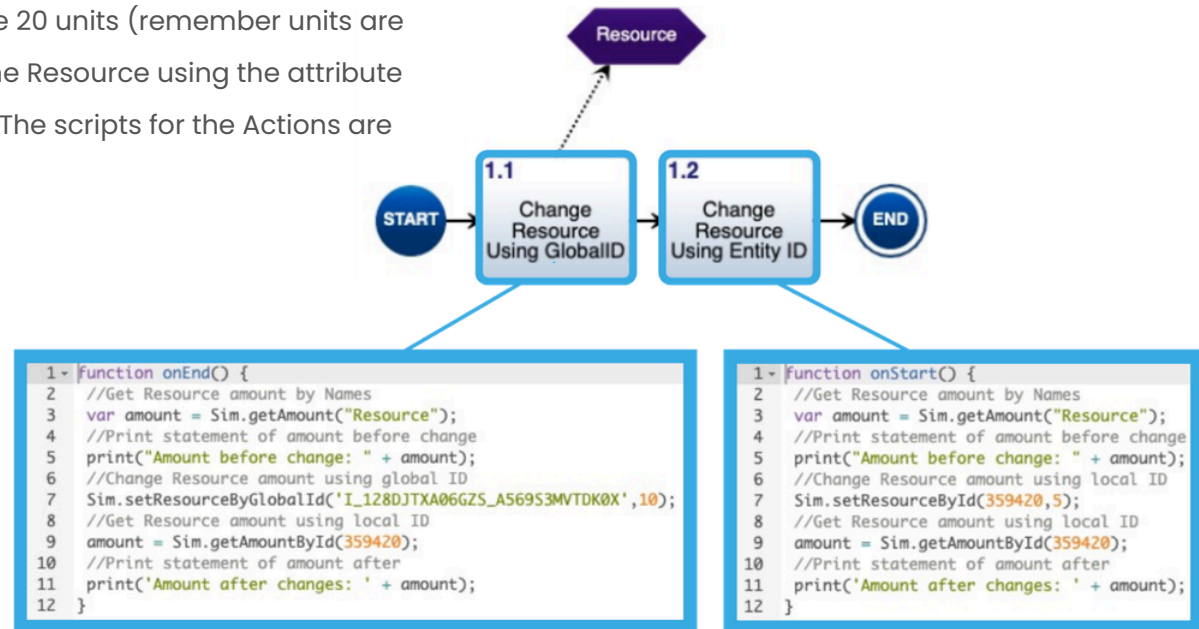 e 20 units (remember units are
ne Resource using the attribute
The scripts for the Actions are
Resource
START
1.1
Change
Resource
Using GlobalID
1.2
Change
Resource
Using Entity ID
END
1 function onEnd() {
2 //Get Resource amount by Names
3 var amount = Sim.getAmount("Resource");
4 //Print statement of amount before change
5 print("Amount before change: " + amount);
6 //Change Resource amount using global ID
7 Sim.setResourceByGlobalId('I_128DJTXA06GZS_A569S3MVTDK0X',10);
8 //Get Resource amount using local ID
9 amount = Sim.getAmountById(359420);
10 //Print statement of amount after
11 print('Amount after changes: ' + amount);
12 }
1 function onStart() {
2 //Get Resource amount by Names
3 var amount = Sim.getAmount("Resource");
4 //Print statement of amount before change
5 print("Amount before change: " + amount);
6 //Change Resource amount using local ID
7 Sim.setResourceById(359420,5);
8 //Get Resource amount using local ID
9 amount = Sim.getAmountById(359420);
10 //Print statement of amount after
11 print('Amount after changes: ' + amount);
12 }